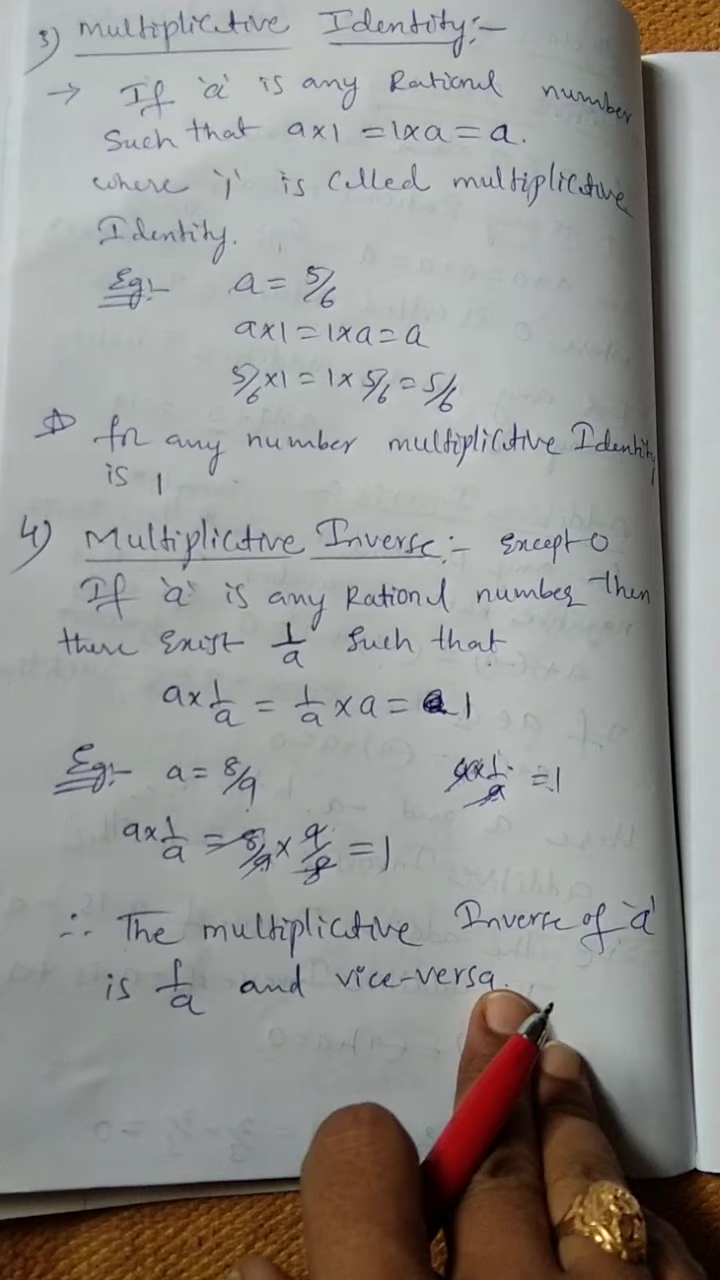 3) Multiplicative Identity:-
→ If 'a' is any Rational number
Such that a×1 = 1×a = a.
where '1' is Called multiplicative
Identity.
Eg:- a = 5/6
a×1 = 1×a = a
5/6×1 = 1×5/6 = 5/6
for any number multiplicative Identity
is 1
4) Multiplicative Inverse:- Except 0
If 'a' is any Rational number Then
there Exist 1/a Such that
a×1/a = 1/a×a = 1
Eg:- a = 8/9
a×1/a = 8/9×9/8 = 1
∴ The multiplicative Inverse of 'a'
is 1/a and vice-versa.